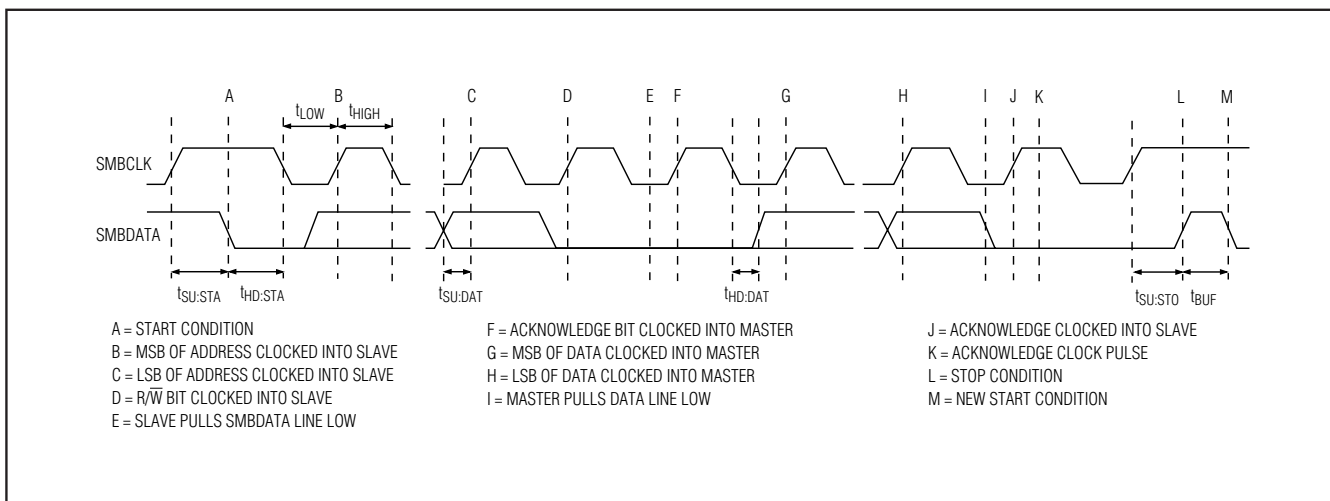 A B C D E F G H I J K L M
tLOW tHIGH
SMBCLK
SMBDATA
tSU:STA tHD:STA tSU:DAT tHD:DAT tSU:STO tBUF
A = START CONDITION
B = MSB OF ADDRESS CLOCKED INTO SLAVE
C = LSB OF ADDRESS CLOCKED INTO SLAVE
D = R/W̅ BIT CLOCKED INTO SLAVE
E = SLAVE PULLS SMBDATA LINE LOW
F = ACKNOWLEDGE BIT CLOCKED INTO MASTER
G = MSB OF DATA CLOCKED INTO MASTER
H = LSB OF DATA CLOCKED INTO MASTER
I = MASTER PULLS DATA LINE LOW
J = ACKNOWLEDGE CLOCKED INTO SLAVE
K = ACKNOWLEDGE CLOCK PULSE
L = STOP CONDITION
M = NEW START CONDITION